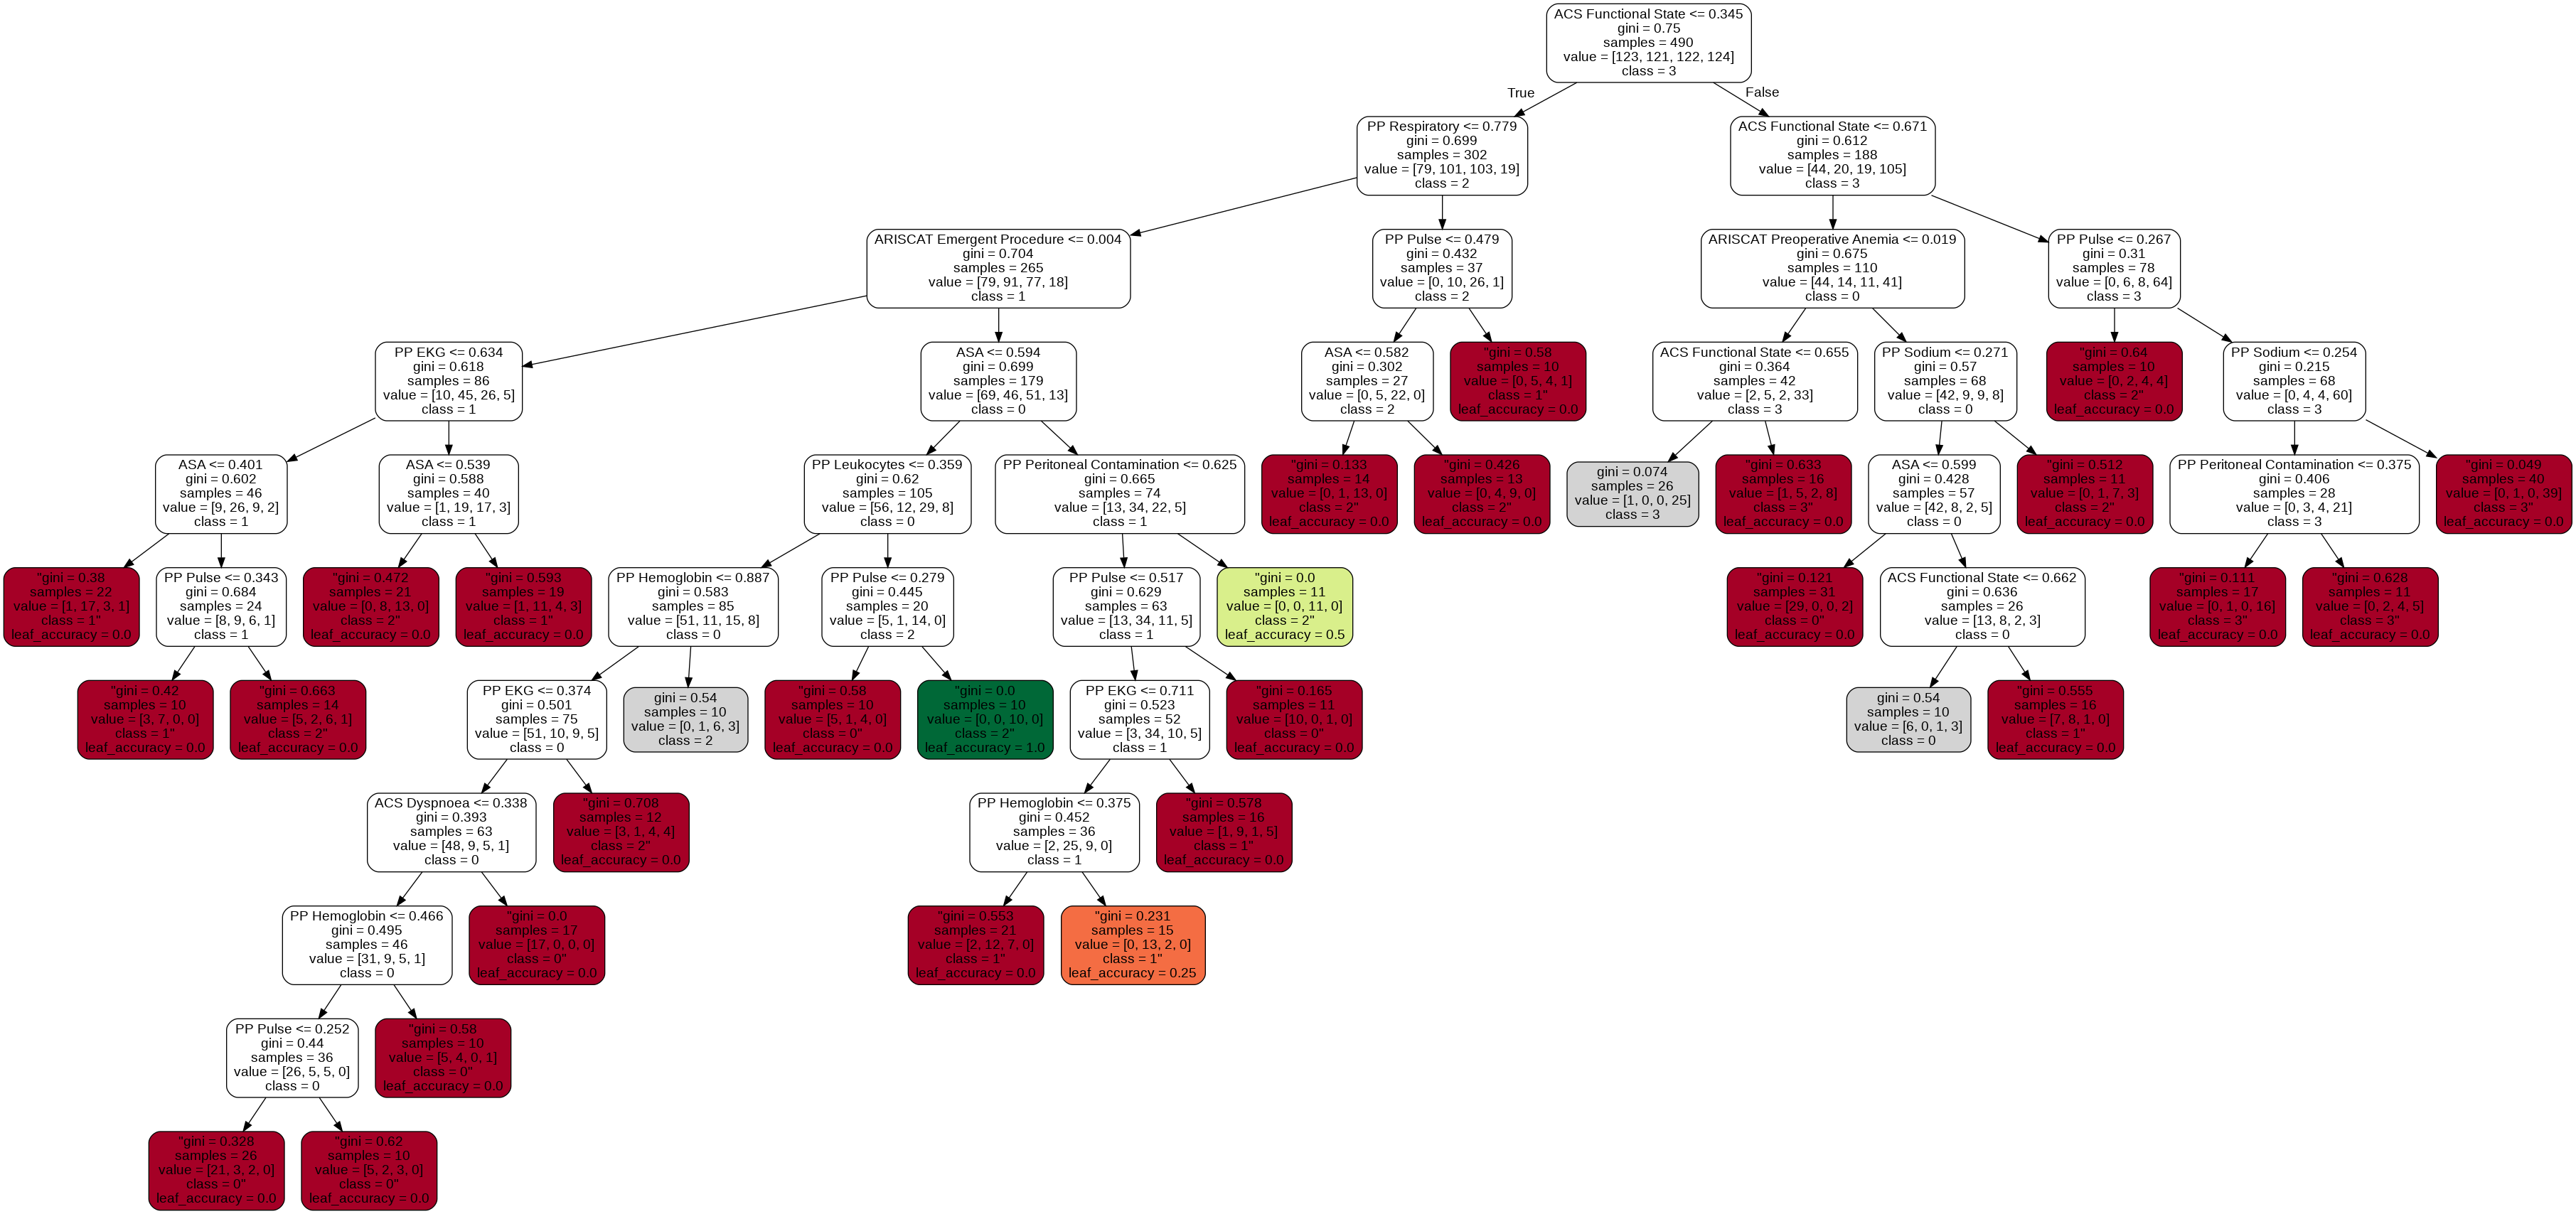 ACS Functional State <= 0.345
gini = 0.75
samples = 490
value = [123, 121, 122, 124]
class = 3
True
False
PP Respiratory <= 0.779
gini = 0.699
samples = 302
value = [79, 101, 103, 19]
class = 2
ACS Functional State <= 0.671
gini = 0.612
samples = 188
value = [44, 20, 19, 105]
class = 3
ARISCAT Emergent Procedure <= 0.004
gini = 0.704
samples = 265
value = [79, 91, 77, 18]
class = 1
PP Pulse <= 0.479
gini = 0.432
samples = 37
value = [0, 10, 26, 1]
class = 2
ARISCAT Preoperative Anemia <= 0.019
gini = 0.675
samples = 110
value = [44, 14, 11, 41]
class = 0
PP Pulse <= 0.267
gini = 0.31
samples = 78
value = [0, 6, 8, 64]
class = 3
PP EKG <= 0.634
gini = 0.618
samples = 86
value = [10, 45, 26, 5]
class = 1
ASA <= 0.594
gini = 0.699
samples = 179
value = [69, 46, 51, 13]
class = 0
ASA <= 0.582
gini = 0.302
samples = 27
value = [0, 5, 22, 0]
class = 2
"gini = 0.58
samples = 10
value = [0, 5, 4, 1]
class = 1"
leaf_accuracy = 0.0
ACS Functional State <= 0.655
gini = 0.364
samples = 42
value = [2, 5, 2, 33]
class = 3
PP Sodium <= 0.271
gini = 0.57
samples = 68
value = [42, 9, 9, 8]
class = 0
"gini = 0.64
samples = 10
value = [0, 2, 4, 4]
class = 2"
leaf_accuracy = 0.0
PP Sodium <= 0.254
gini = 0.215
samples = 68
value = [0, 4, 4, 60]
class = 3
ASA <= 0.401
gini = 0.602
samples = 46
value = [9, 26, 9, 2]
class = 1
ASA <= 0.539
gini = 0.588
samples = 40
value = [1, 19, 17, 3]
class = 1
PP Leukocytes <= 0.359
gini = 0.62
samples = 105
value = [56, 12, 29, 8]
class = 0
PP Peritoneal Contamination <= 0.625
gini = 0.665
samples = 74
value = [13, 34, 22, 5]
class = 1
"gini = 0.133
samples = 14
value = [0, 1, 13, 0]
class = 2"
leaf_accuracy = 0.0
"gini = 0.426
samples = 13
value = [0, 4, 9, 0]
class = 2"
leaf_accuracy = 0.0
gini = 0.074
samples = 26
value = [1, 0, 0, 25]
class = 3
"gini = 0.633
samples = 16
value = [1, 5, 2, 8]
class = 3"
leaf_accuracy = 0.0
ASA <= 0.599
gini = 0.428
samples = 57
value = [42, 8, 2, 5]
class = 0
"gini = 0.512
samples = 11
value = [0, 1, 7, 3]
class = 2"
leaf_accuracy = 0.0
PP Peritoneal Contamination <= 0.375
gini = 0.406
samples = 28
value = [0, 3, 4, 21]
class = 3
"gini = 0.049
samples = 40
value = [0, 1, 0, 39]
class = 3"
leaf_accuracy = 0.0
"gini = 0.38
samples = 22
value = [1, 17, 3, 1]
class = 1"
leaf_accuracy = 0.0
PP Pulse <= 0.343
gini = 0.684
samples = 24
value = [8, 9, 6, 1]
class = 1
"gini = 0.472
samples = 21
value = [0, 8, 13, 0]
class = 2"
leaf_accuracy = 0.0
"gini = 0.593
samples = 19
value = [1, 11, 4, 3]
class = 1"
leaf_accuracy = 0.0
PP Hemoglobin <= 0.887
gini = 0.583
samples = 85
value = [51, 11, 15, 8]
class = 0
PP Pulse <= 0.279
gini = 0.445
samples = 20
value = [5, 1, 14, 0]
class = 2
PP Pulse <= 0.517
gini = 0.629
samples = 63
value = [13, 34, 11, 5]
class = 1
"gini = 0.0
samples = 11
value = [0, 0, 11, 0]
class = 2"
leaf_accuracy = 0.5
"gini = 0.121
samples = 31
value = [29, 0, 0, 2]
class = 0"
leaf_accuracy = 0.0
ACS Functional State <= 0.662
gini = 0.636
samples = 26
value = [13, 8, 2, 3]
class = 0
"gini = 0.111
samples = 17
value = [0, 1, 0, 16]
class = 3"
leaf_accuracy = 0.0
"gini = 0.628
samples = 11
value = [0, 2, 4, 5]
class = 3"
leaf_accuracy = 0.0
"gini = 0.42
samples = 10
value = [3, 7, 0, 0]
class = 1"
leaf_accuracy = 0.0
"gini = 0.663
samples = 14
value = [5, 2, 6, 1]
class = 2"
leaf_accuracy = 0.0
PP EKG <= 0.374
gini = 0.501
samples = 75
value = [51, 10, 9, 5]
class = 0
gini = 0.54
samples = 10
value = [0, 1, 6, 3]
class = 2
"gini = 0.58
samples = 10
value = [5, 1, 4, 0]
class = 0"
leaf_accuracy = 0.0
"gini = 0.0
samples = 10
value = [0, 0, 10, 0]
class = 2"
leaf_accuracy = 1.0
PP EKG <= 0.711
gini = 0.523
samples = 52
value = [3, 34, 10, 5]
class = 1
"gini = 0.165
samples = 11
value = [10, 0, 1, 0]
class = 0"
leaf_accuracy = 0.0
gini = 0.54
samples = 10
value = [6, 0, 1, 3]
class = 0
"gini = 0.555
samples = 16
value = [7, 8, 1, 0]
class = 1"
leaf_accuracy = 0.0
ACS Dyspnoea <= 0.338
gini = 0.393
samples = 63
value = [48, 9, 5, 1]
class = 0
"gini = 0.708
samples = 12
value = [3, 1, 4, 4]
class = 2"
leaf_accuracy = 0.0
PP Hemoglobin <= 0.375
gini = 0.452
samples = 36
value = [2, 25, 9, 0]
class = 1
"gini = 0.578
samples = 16
value = [1, 9, 1, 5]
class = 1"
leaf_accuracy = 0.0
PP Hemoglobin <= 0.466
gini = 0.495
samples = 46
value = [31, 9, 5, 1]
class = 0
"gini = 0.0
samples = 17
value = [17, 0, 0, 0]
class = 0"
leaf_accuracy = 0.0
"gini = 0.553
samples = 21
value = [2, 12, 7, 0]
class = 1"
leaf_accuracy = 0.0
"gini = 0.231
samples = 15
value = [0, 13, 2, 0]
class = 1"
leaf_accuracy = 0.25
PP Pulse <= 0.252
gini = 0.44
samples = 36
value = [26, 5, 5, 0]
class = 0
"gini = 0.58
samples = 10
value = [5, 4, 0, 1]
class = 0"
leaf_accuracy = 0.0
"gini = 0.328
samples = 26
value = [21, 3, 2, 0]
class = 0"
leaf_accuracy = 0.0
"gini = 0.62
samples = 10
value = [5, 2, 3, 0]
class = 0"
leaf_accuracy = 0.0